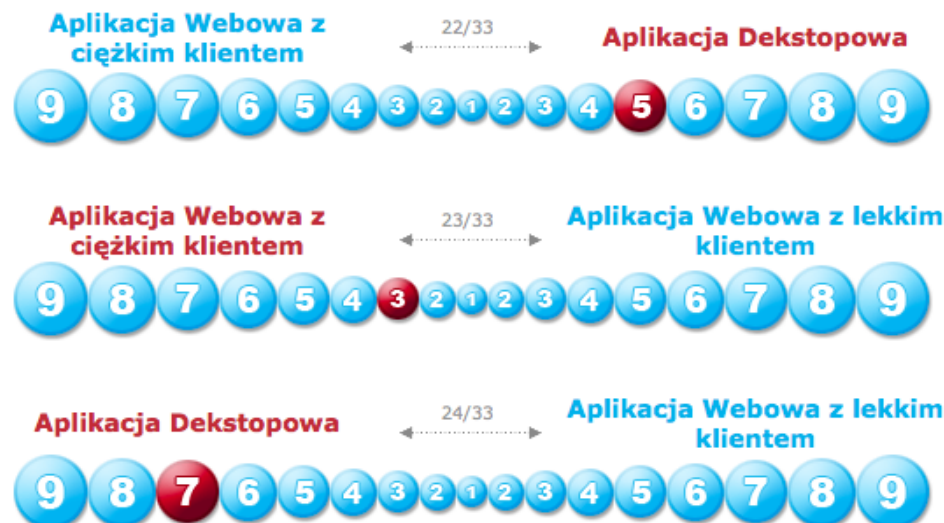 Aplikacja Webowa z
ciężkim klientem
22/33
Aplikacja Dekstopowa
9 8 7 6 5 4 3 2 1 2 3 4 5 6 7 8 9
Aplikacja Webowa z
ciężkim klientem
23/33
Aplikacja Webowa z lekkim
klientem
9 8 7 6 5 4 3 2 1 2 3 4 5 6 7 8 9
Aplikacja Dekstopowa
24/33
Aplikacja Webowa z lekkim
klientem
9 8 7 6 5 4 3 2 1 2 3 4 5 6 7 8 9